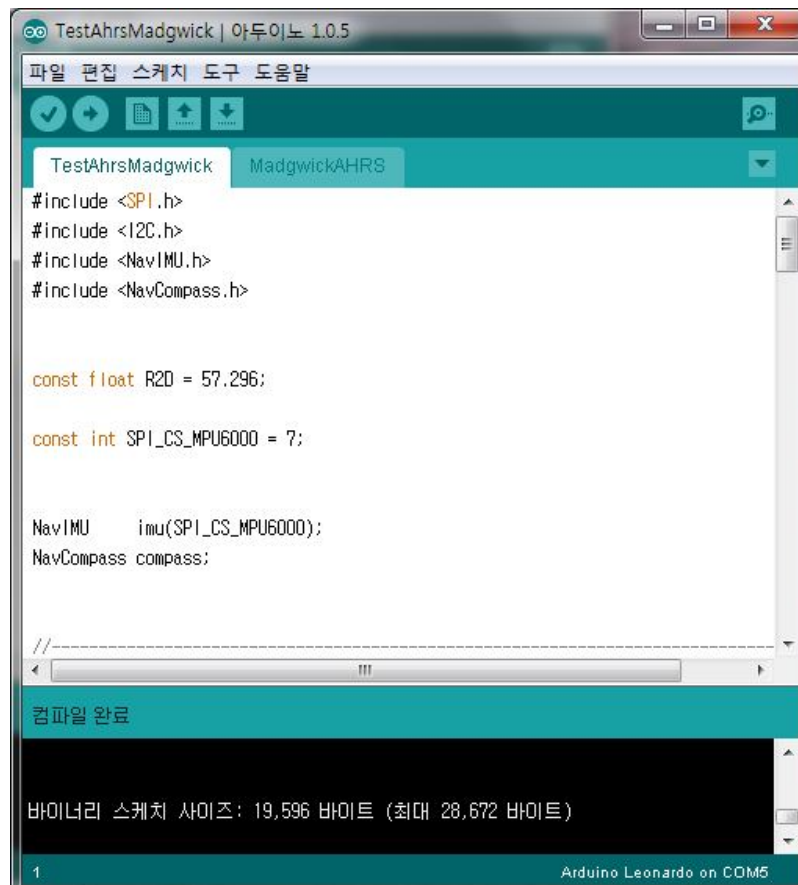 TestAhrsMadgwick | 아두이노 1.0.5
파일 편집 스케치 도구 도움말
TestAhrsMadgwick MadgwickAHRS
#include <SPI.h>
#include <I2C.h>
#include <NavIMU.h>
#include <NavCompass.h>
const float R2D = 57.296;
const int SPI_CS_MPU6000 = 7;
NavIMU imu(SPI_CS_MPU6000);
NavCompass compass;
//-----------------------------------------------------------------------------
컴파일 완료
바이너리 스케치 사이즈: 19,596 바이트 (최대 28,672 바이트)
1 Arduino Leonardo on COM5